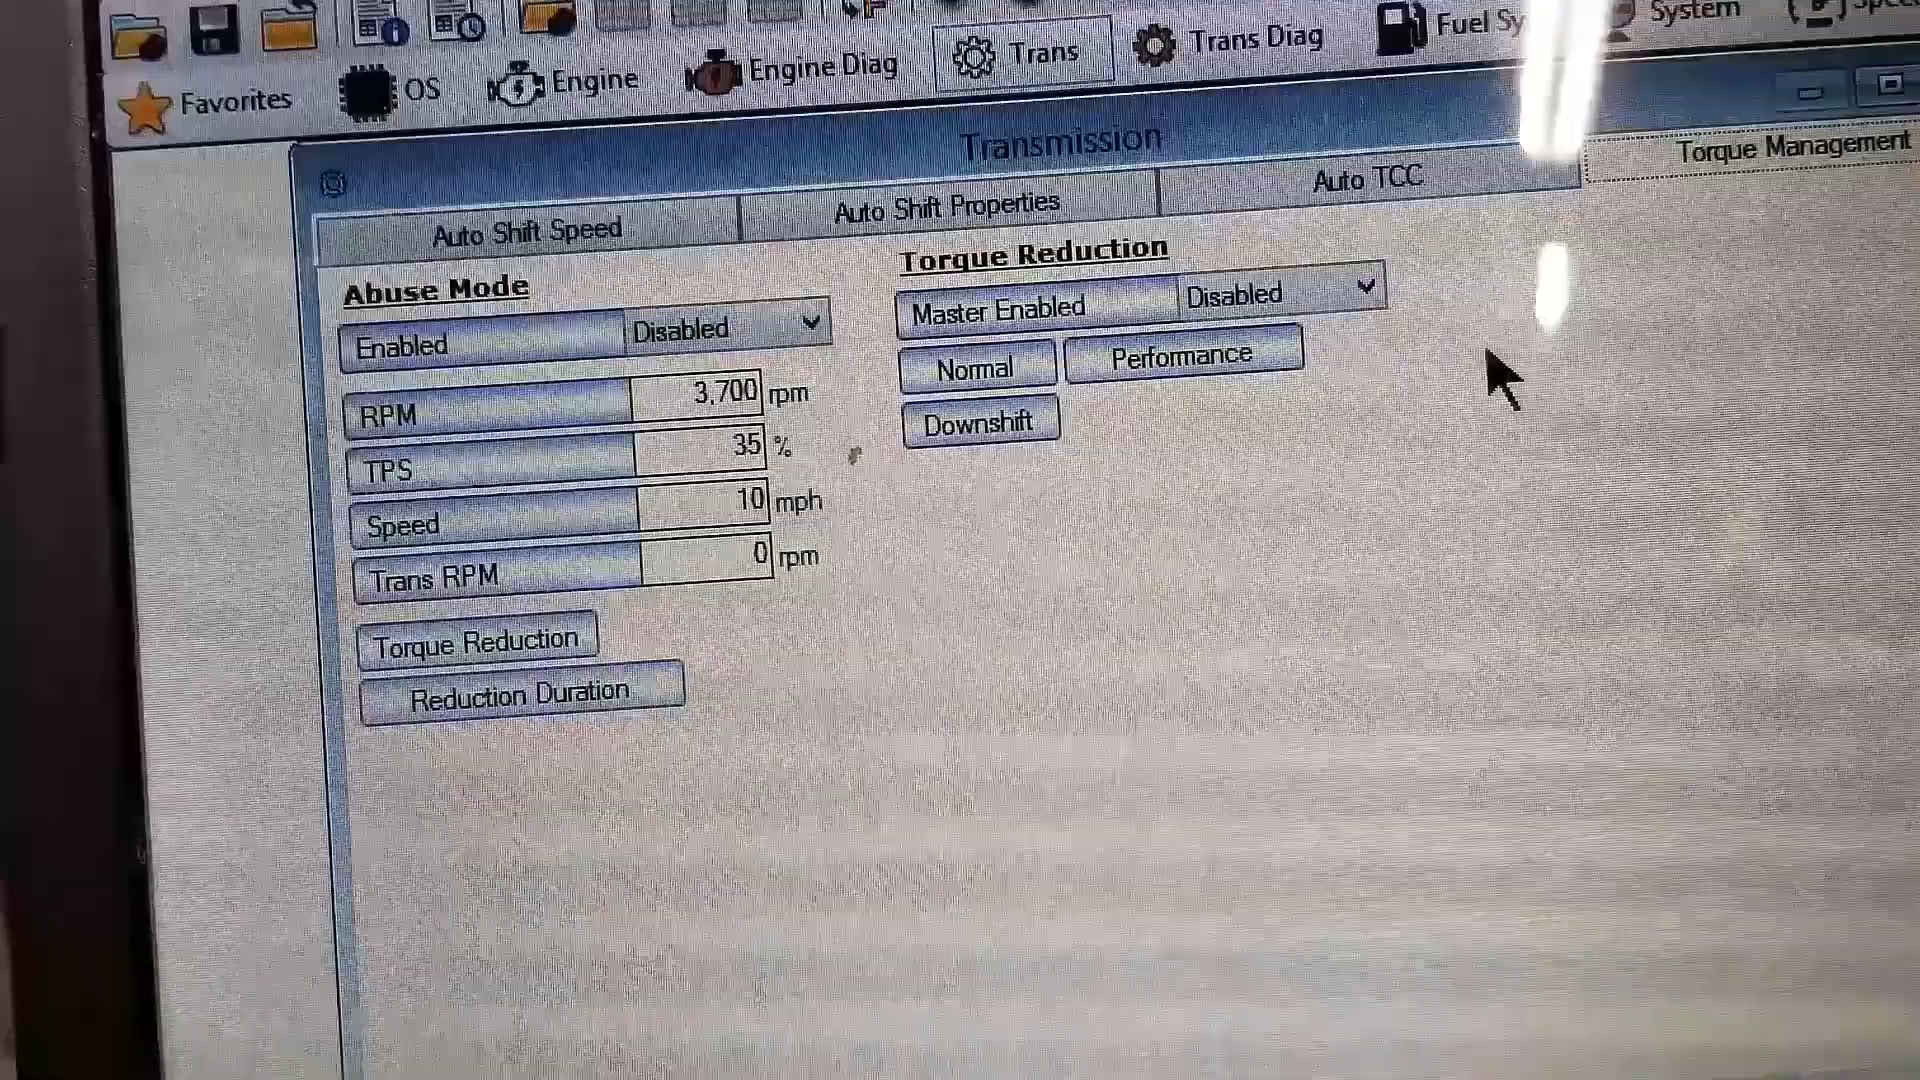 Favorites OS Engine Engine Diag Trans Trans Diag Fuel Sy System
Transmission
Auto Shift Speed Auto Shift Properties Auto TCC Torque Management
Abuse Mode
Enabled Disabled
RPM 3,700 rpm
TPS 35 %
Speed 10 mph
Trans RPM 0 rpm
Torque Reduction
Reduction Duration
Torque Reduction
Master Enabled Disabled
Normal Performance
Downshift